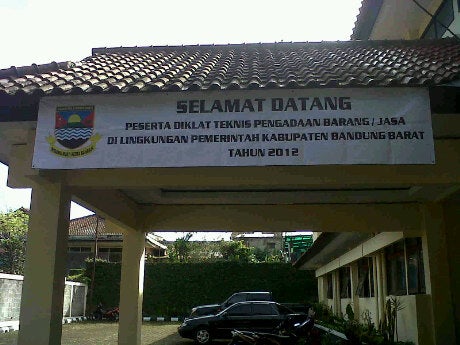 SELAMAT DATANG
PESERTA DIKLAT TEKNIS PENGADAAN BARANG / JASA
DI LINGKUNGAN PEMERINTAH KABUPATEN BANDUNG BARAT
TAHUN 2012